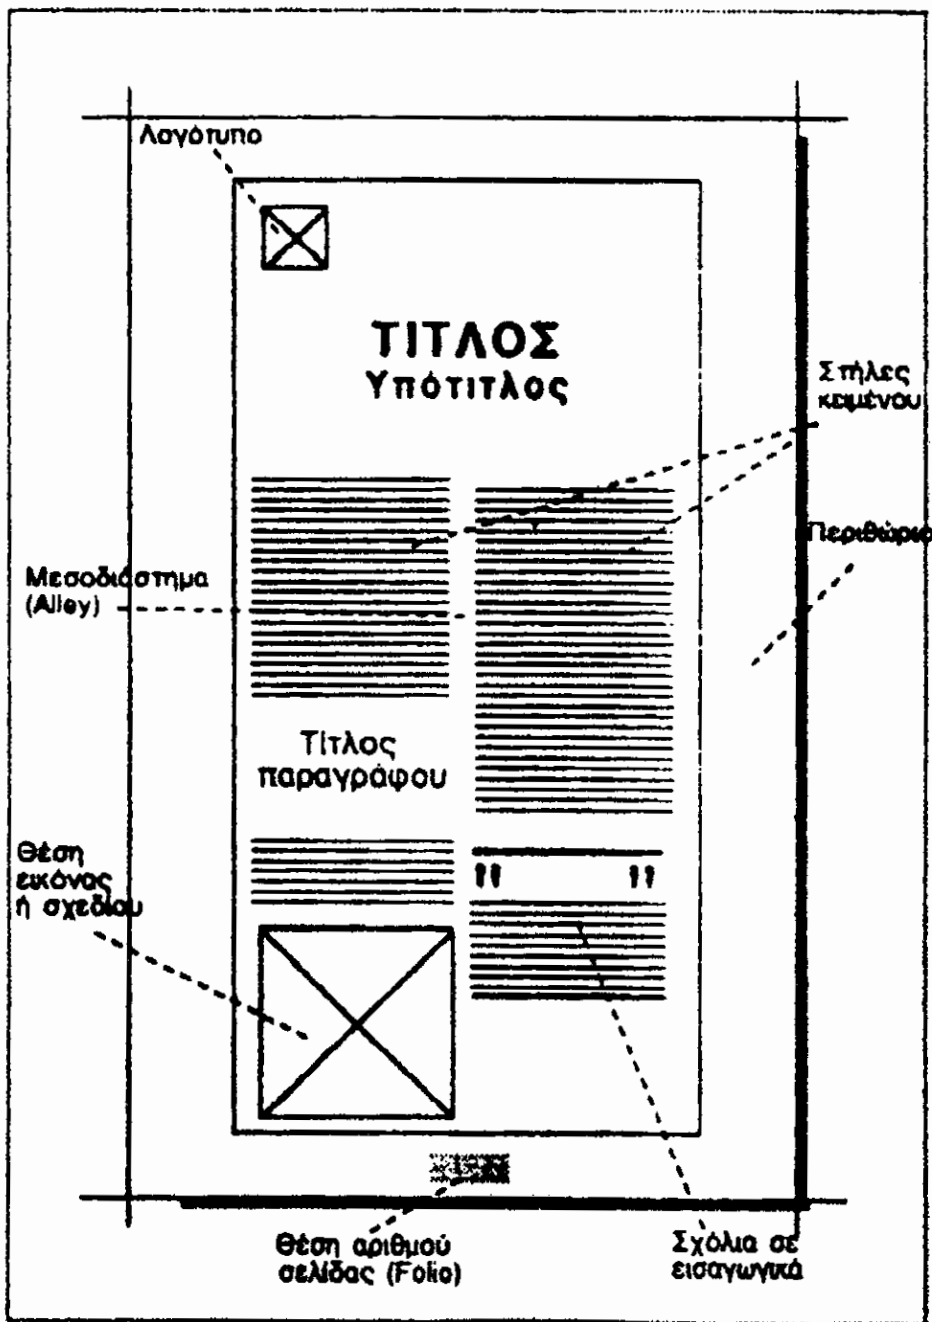 Λογότυπο
ΤΙΤΛΟΣ
Υπότιτλος
Στήλες
κειμένου
Περιθώριο
Μεσοδιάστημα
(Alley)
Τίτλος
παραγράφου
Θέση
εικόνας
ή σχεδίου
Θέση αριθμού
σελίδας (Folio)
Σχόλια σε
εισαγωγικά